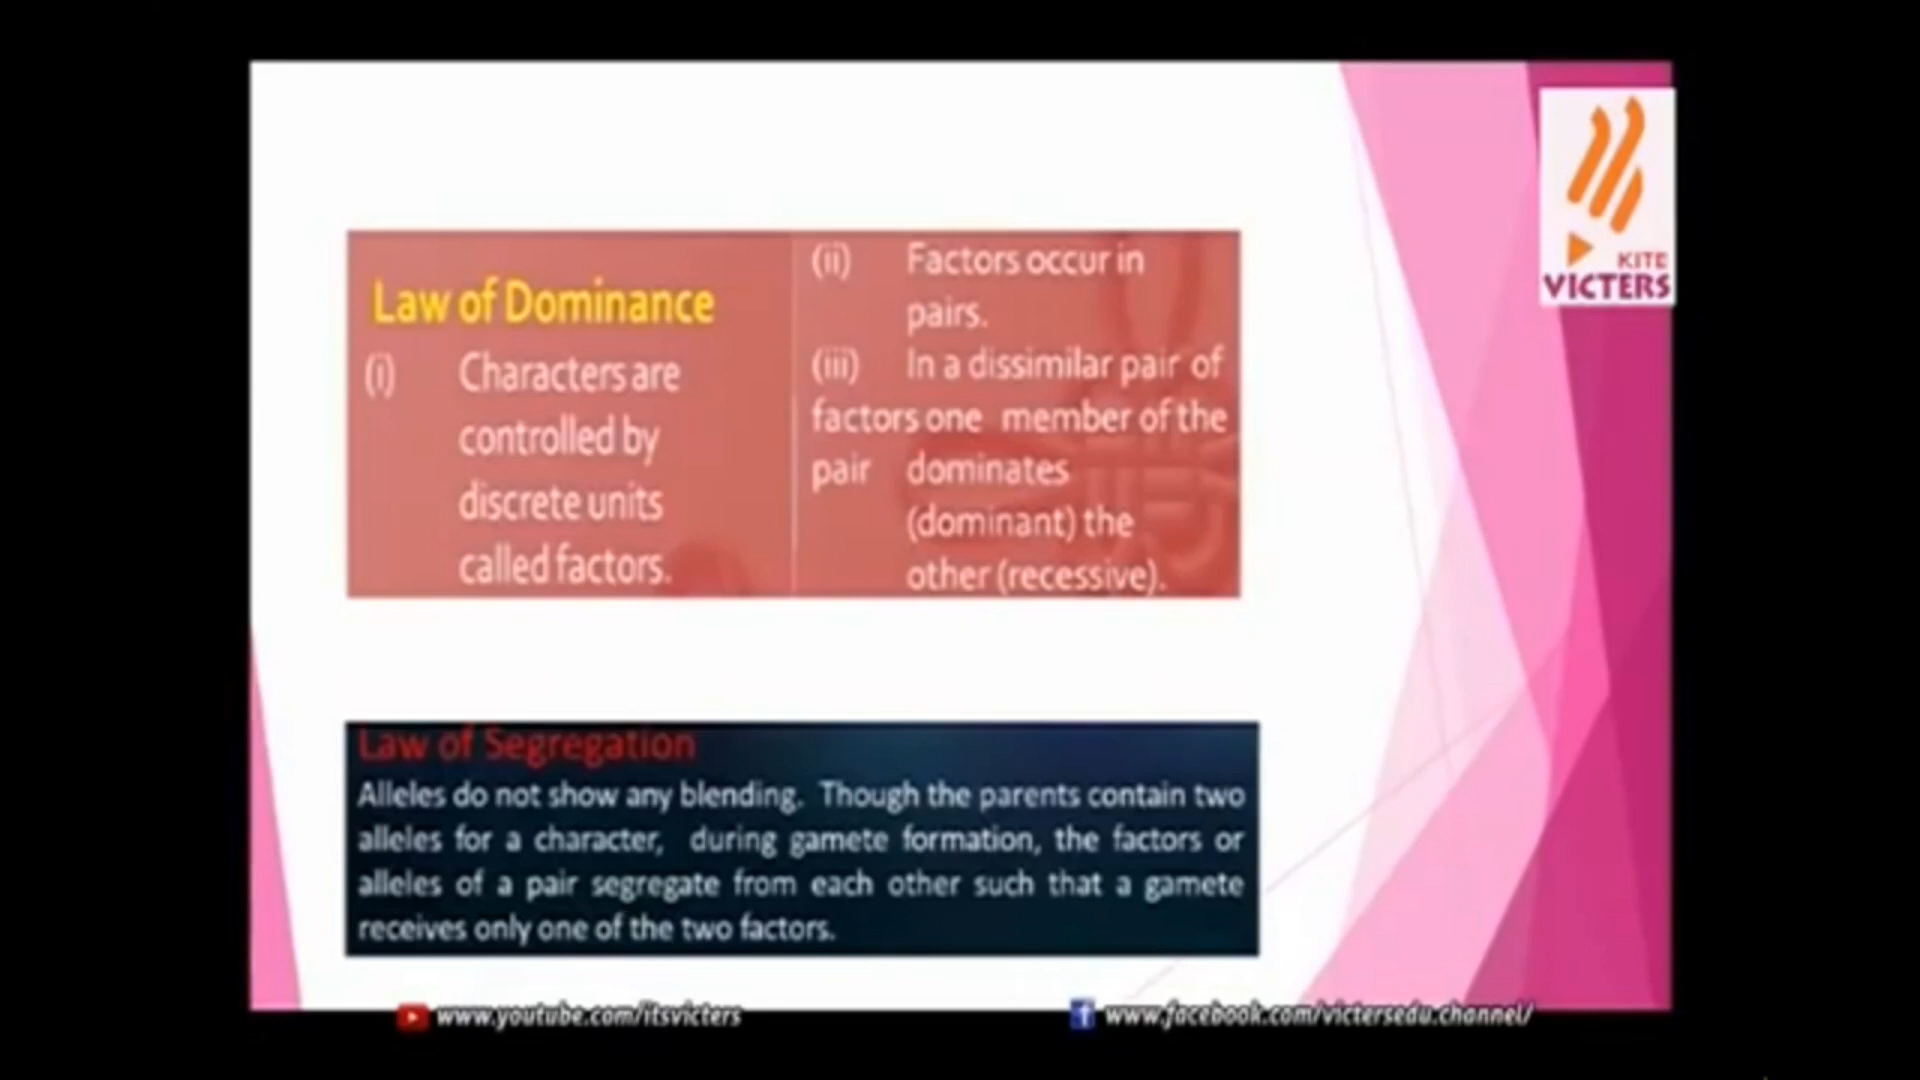 Law of Dominance
(i) Characters are
controlled by
discrete units
called factors.
(ii) Factors occur in
pairs.
(iii) In a dissimilar pair of
factors one member of the
pair dominates
(dominant) the
other (recessive).
KITE
VICTERS
Law of Segregation
Alleles do not show any blending. Though the parents contain two
alleles for a character, during gamete formation, the factors or
alleles of a pair segregate from each other such that a gamete
receives only one of the two factors.
www.youtube.com/itsvicters
www.facebook.com/victersedu.channel/